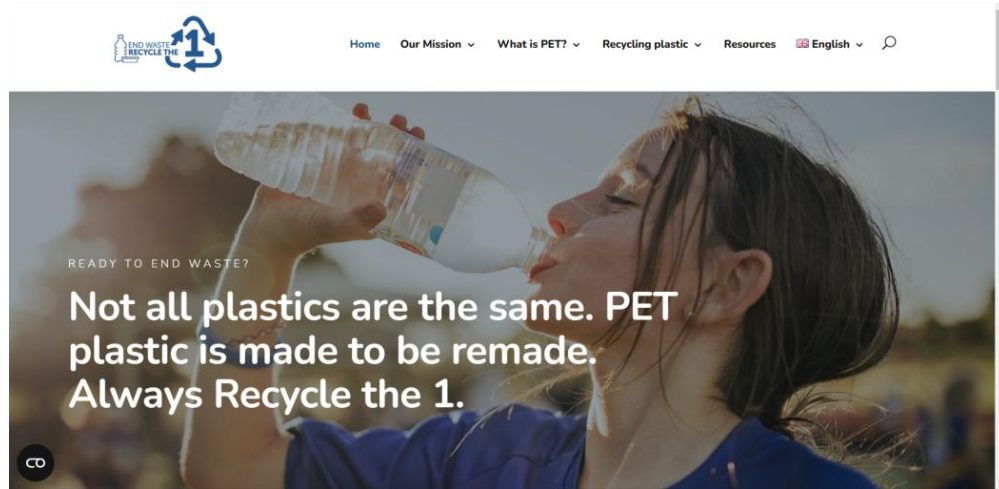 END WASTE
RECYCLE THE
1
Home Our Mission What is PET? Recycling plastic Resources English
READY TO END WASTE?
Not all plastics are the same. PET
plastic is made to be remade.
Always Recycle the 1.